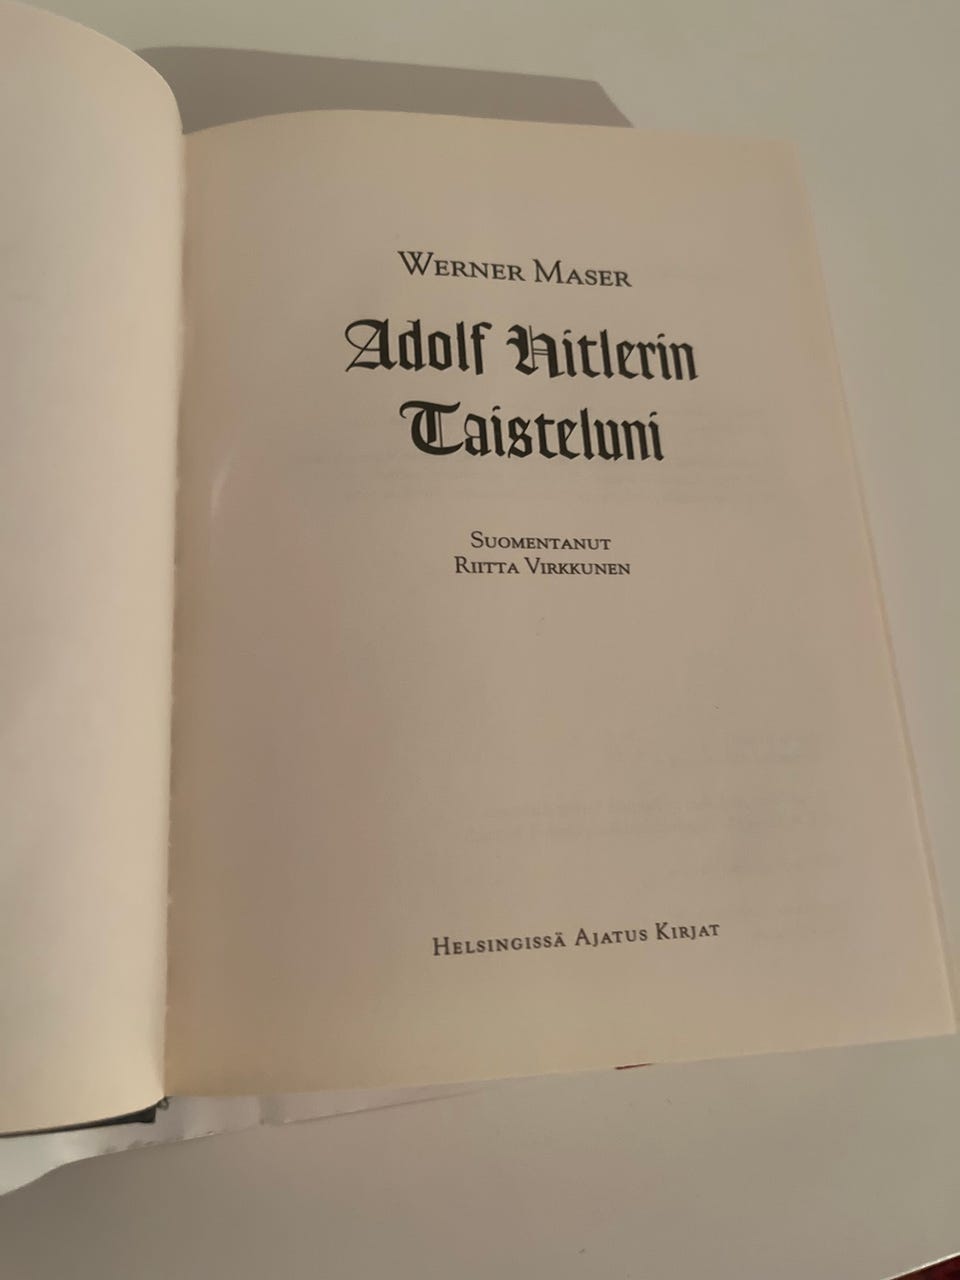 WERNER MASER
Adolf Hitlerin
Taisteluni
SUOMENTANUT
RIITTA VIRKKUNEN
HELSINGISSÄ AJATUS KIRJAT